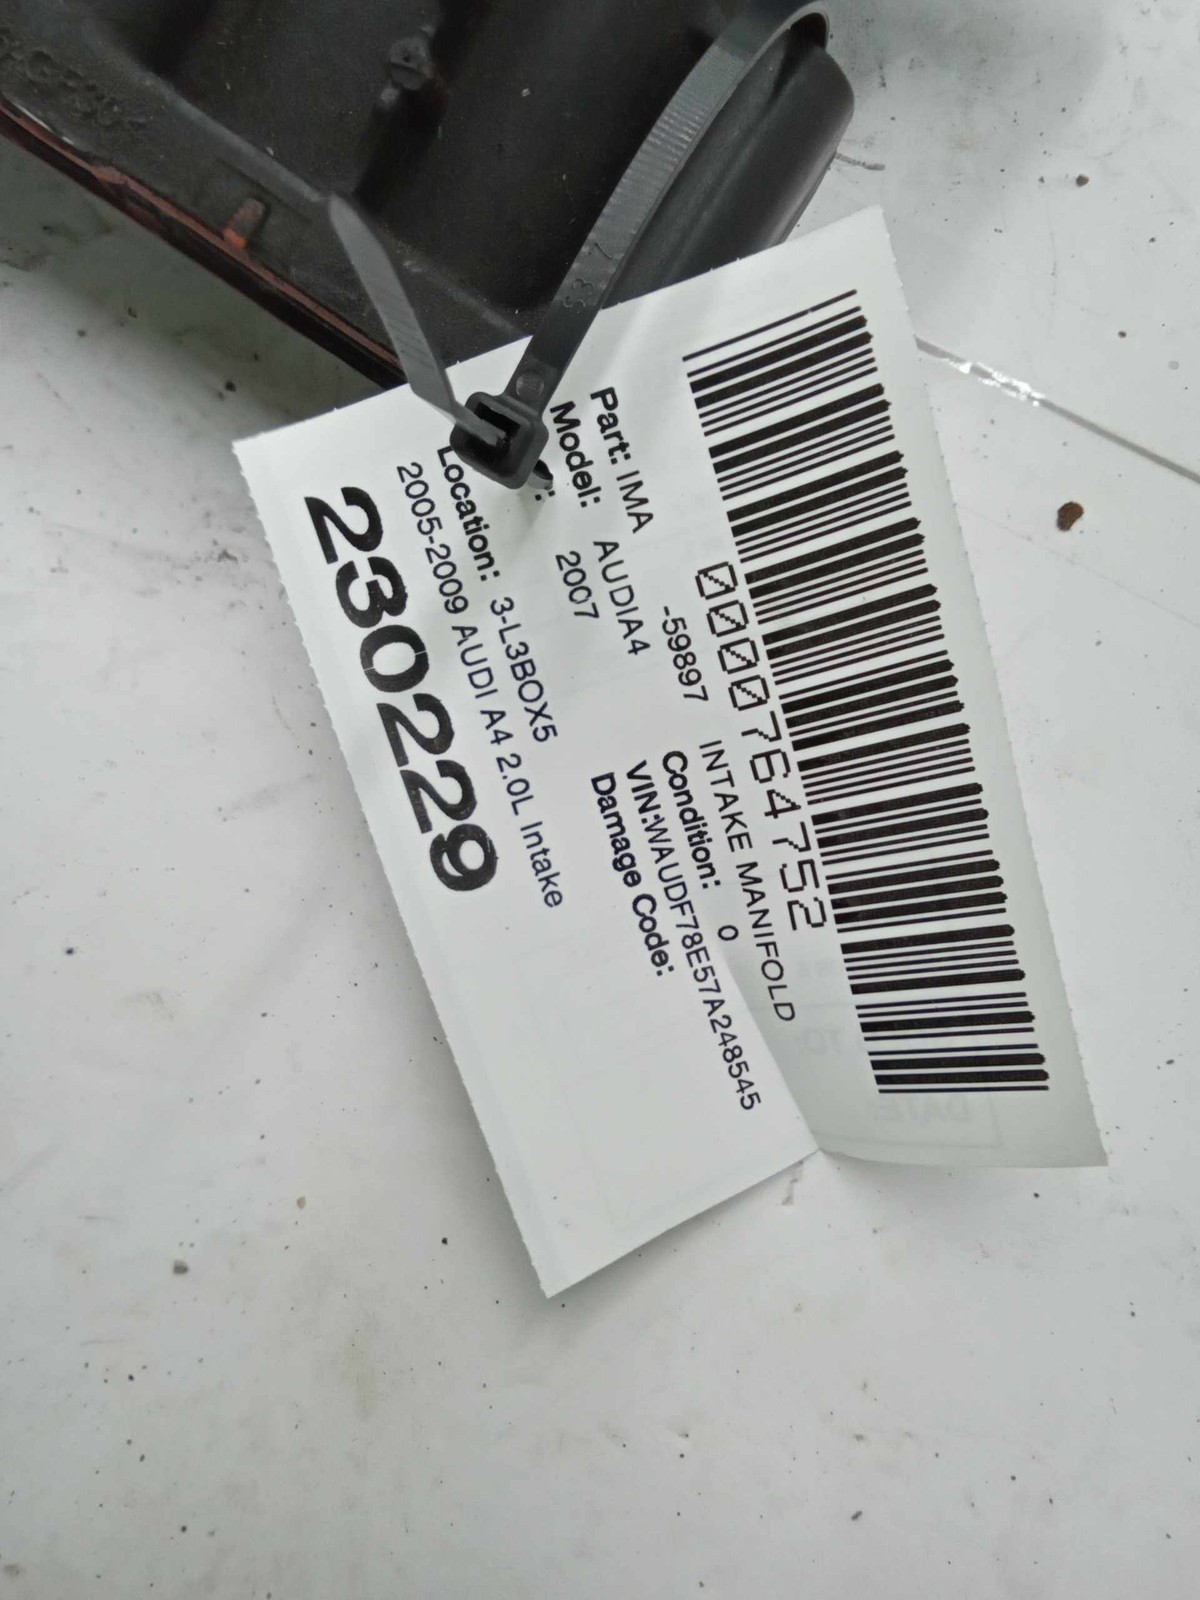 0000764752
Part: IMA -59897 INTAKE MANIFOLD
Model: AUDIA4 Condition: 0
: 2007 VIN:WAUDF78E57A248545
Damage Code:
Location: 3-L3BOX5
2005-2009 AUDI A4 2.0L Intake
230229